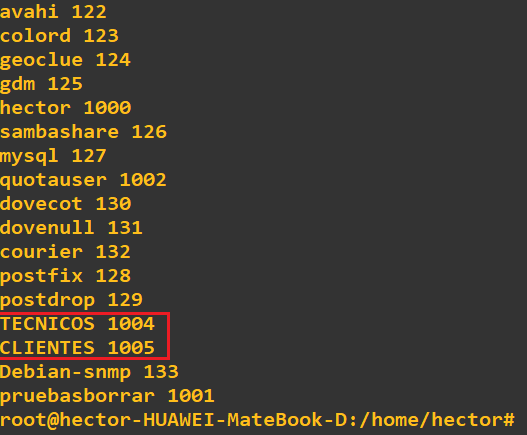 avahi 122
colord 123
geoclue 124
gdm 125
hector 1000
sambashare 126
mysql 127
quotauser 1002
dovecot 130
dovenull 131
courier 132
postfix 128
postdrop 129
TECNICOS 1004
CLIENTES 1005
Debian-snmp 133
pruebasborrar 1001
root@hector-HUAWEI-MateBook-D:/home/hector#